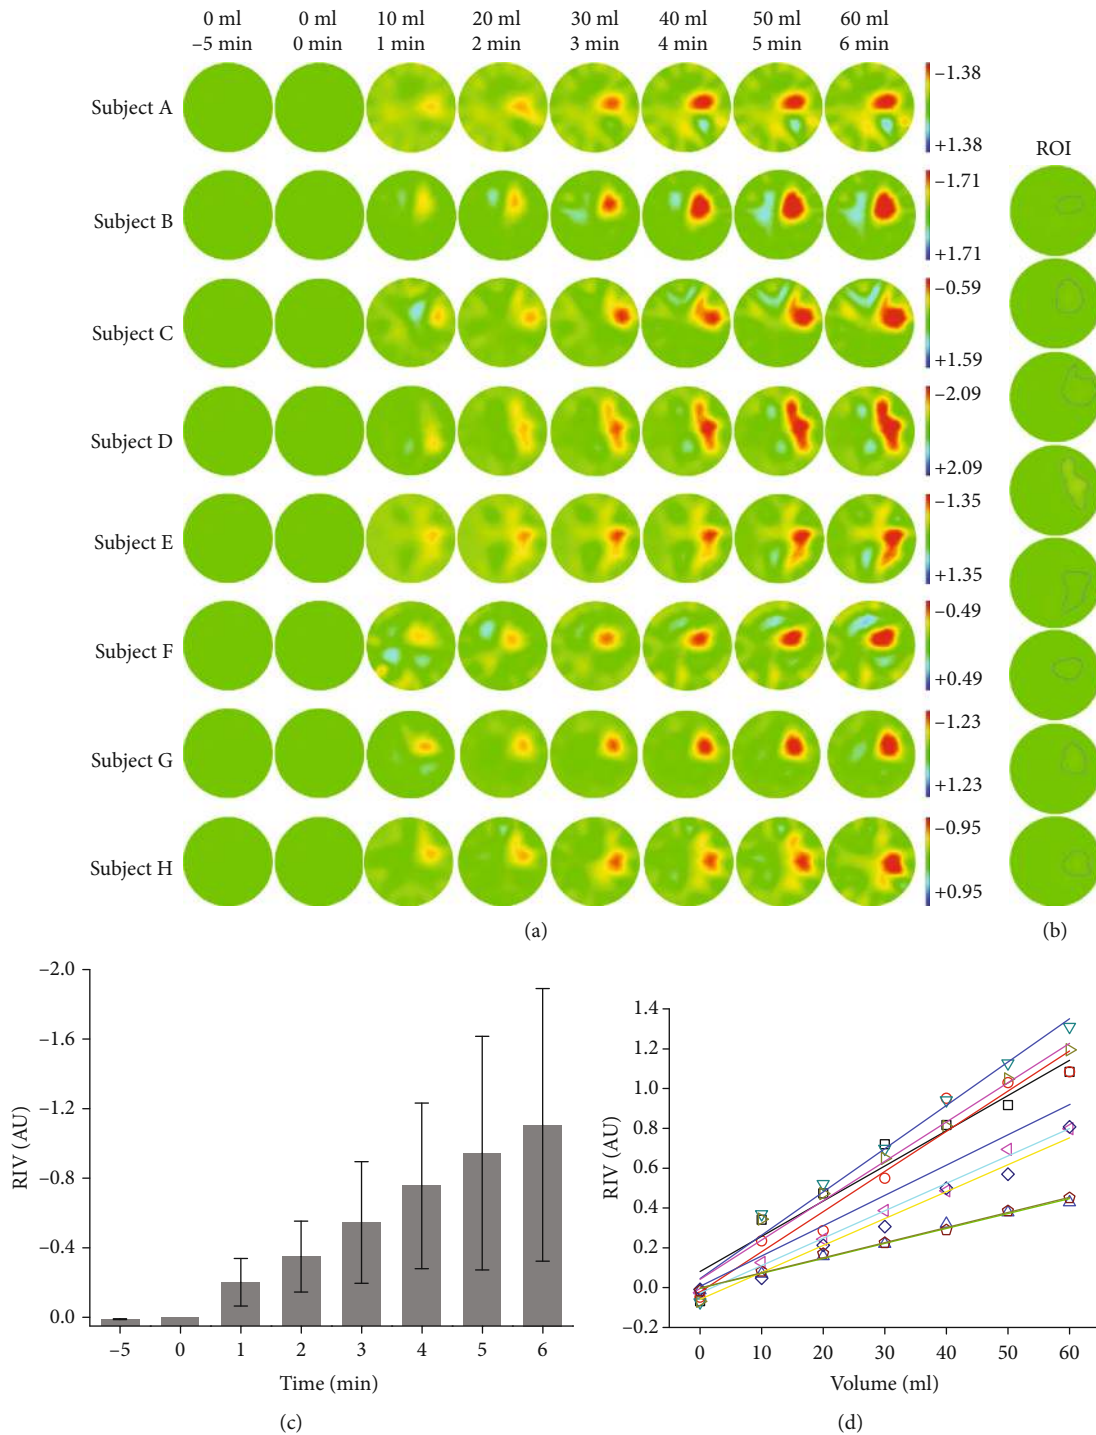 0 ml 0 ml 10 ml 20 ml 30 ml 40 ml 50 ml 60 ml
–5 min 0 min 1 min 2 min 3 min 4 min 5 min 6 min
Subject A
–1.38
+1.38
ROI
Subject B
–1.71
+1.71
Subject C
–0.59
+1.59
Subject D
–2.09
+2.09
Subject E
–1.35
+1.35
Subject F
–0.49
+0.49
Subject G
–1.23
+1.23
Subject H
–0.95
+0.95
(a)
(b)
–2.0
–1.6
–1.2
–0.8
–0.4
0.0
RIV (AU)
–5 0 1 2 3 4 5 6
Time (min)
(c)
1.4
1.2
1.0
0.8
0.6
0.4
0.2
0.0
–0.2
RIV (AU)
0 10 20 30 40 50 60
Volume (ml)
(d)